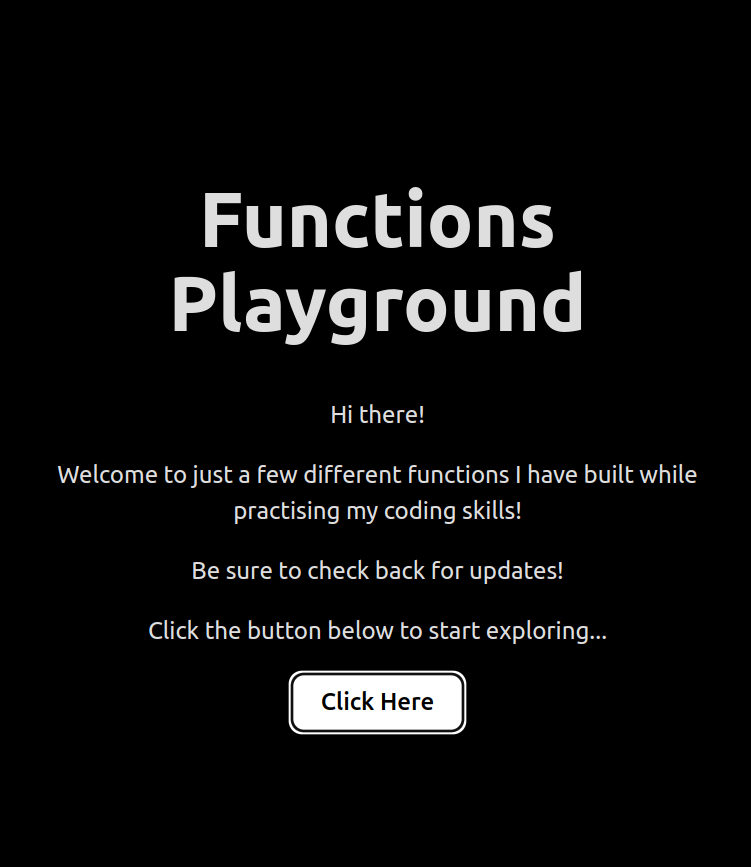 Functions
Playground
Hi there!
Welcome to just a few different functions I have built while
practising my coding skills!
Be sure to check back for updates!
Click the button below to start exploring...
Click Here